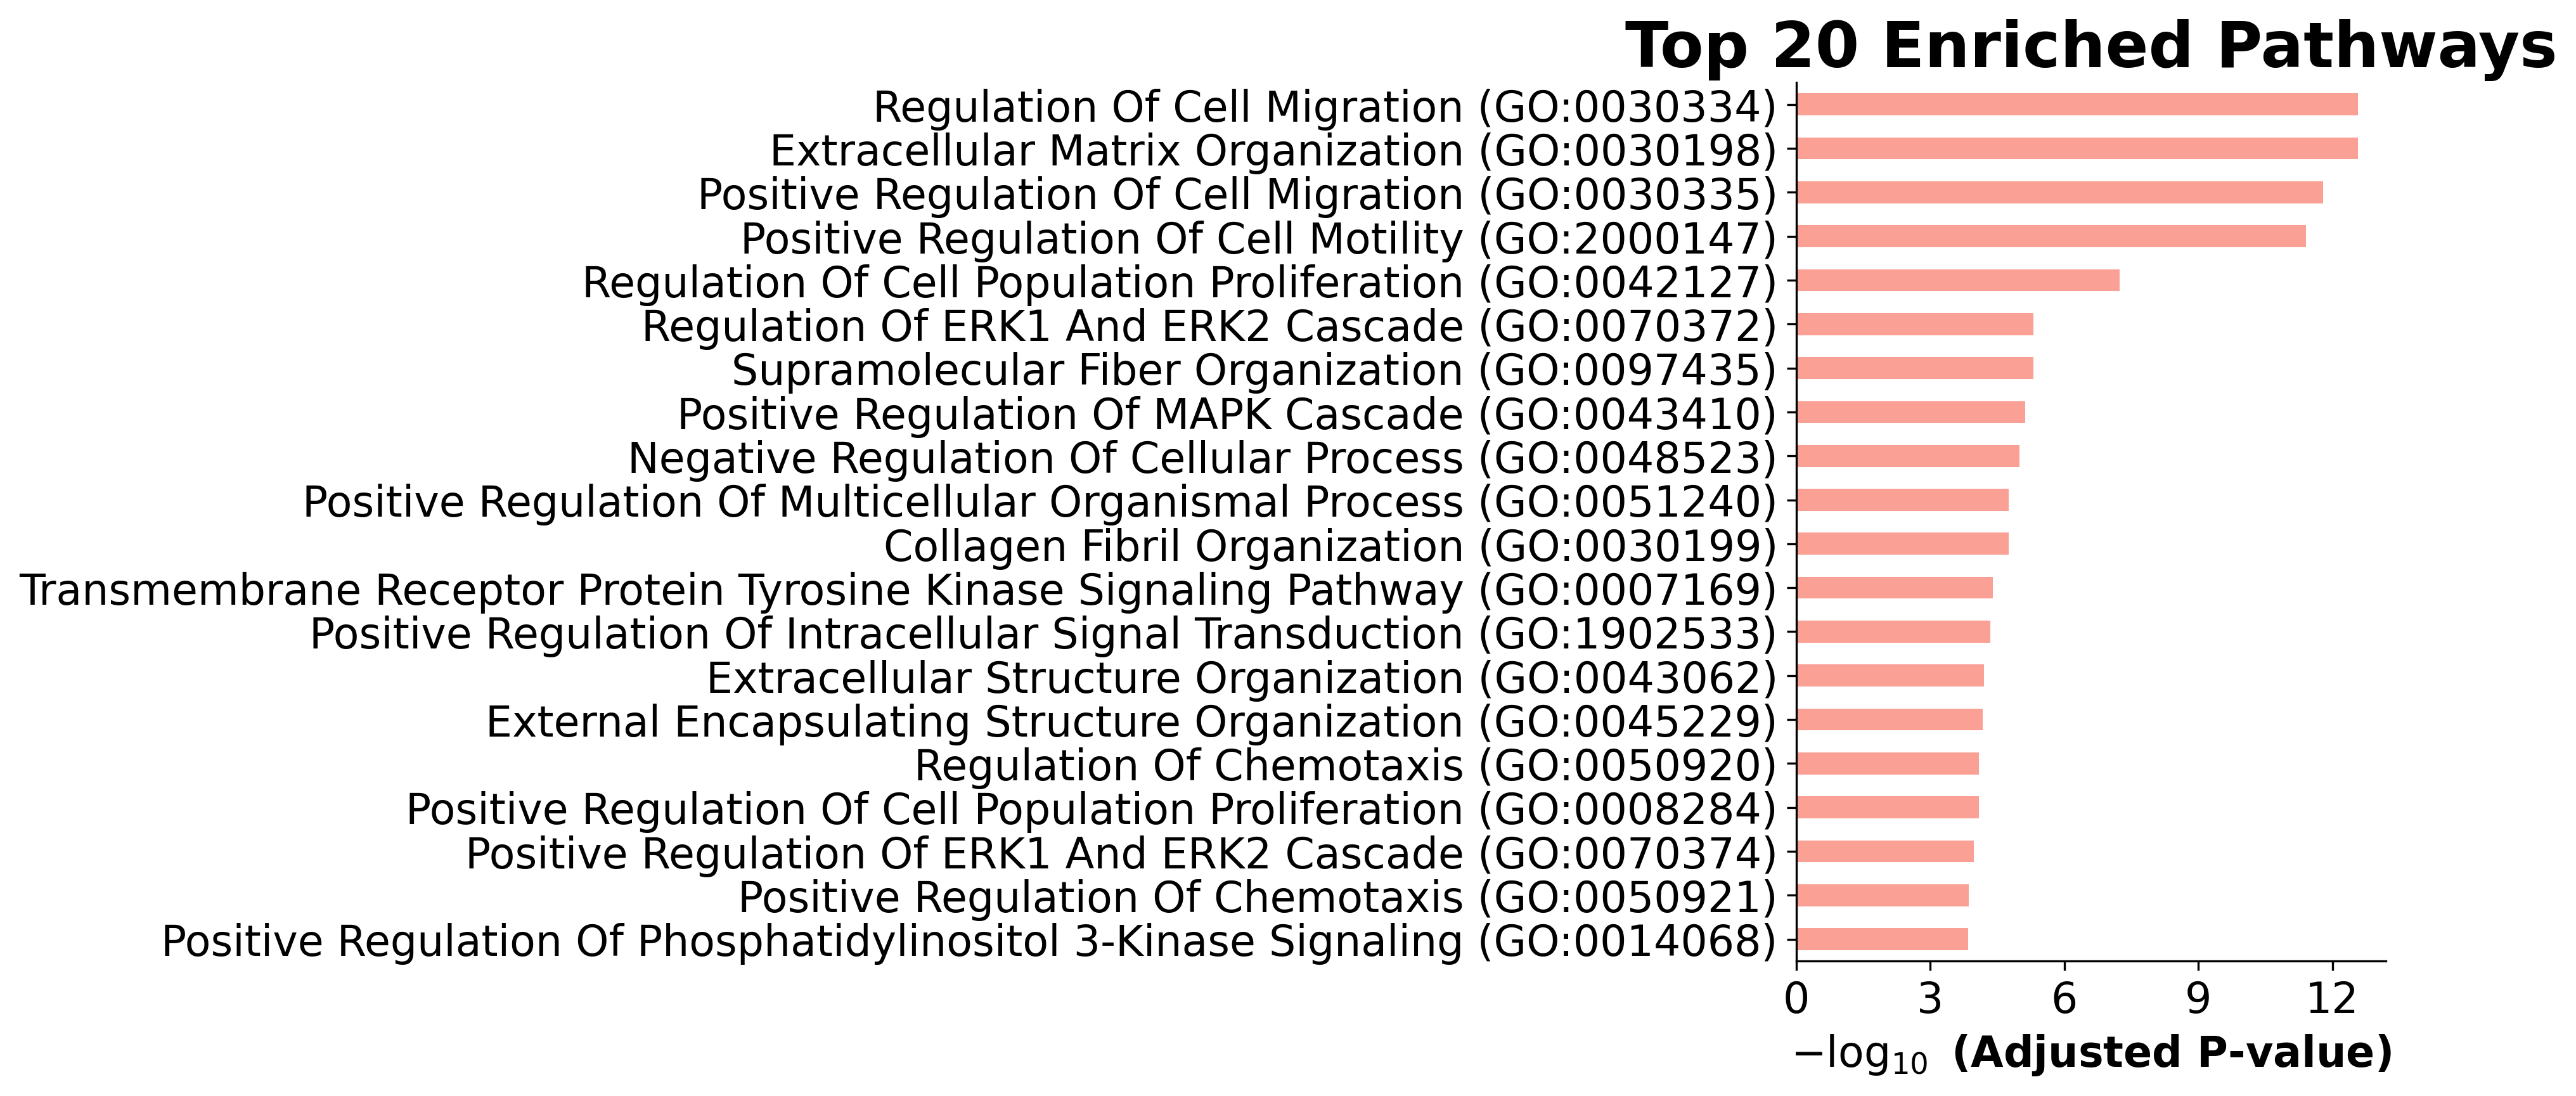 Top 20 Enriched Pathways
Regulation Of Cell Migration (GO:0030334)
Extracellular Matrix Organization (GO:0030198)
Positive Regulation Of Cell Migration (GO:0030335)
Positive Regulation Of Cell Motility (GO:2000147)
Regulation Of Cell Population Proliferation (GO:0042127)
Regulation Of ERK1 And ERK2 Cascade (GO:0070372)
Supramolecular Fiber Organization (GO:0097435)
Positive Regulation Of MAPK Cascade (GO:0043410)
Negative Regulation Of Cellular Process (GO:0048523)
Positive Regulation Of Multicellular Organismal Process (GO:0051240)
Collagen Fibril Organization (GO:0030199)
Transmembrane Receptor Protein Tyrosine Kinase Signaling Pathway (GO:0007169)
Positive Regulation Of Intracellular Signal Transduction (GO:1902533)
Extracellular Structure Organization (GO:0043062)
External Encapsulating Structure Organization (GO:0045229)
Regulation Of Chemotaxis (GO:0050920)
Positive Regulation Of Cell Population Proliferation (GO:0008284)
Positive Regulation Of ERK1 And ERK2 Cascade (GO:0070374)
Positive Regulation Of Chemotaxis (GO:0050921)
Positive Regulation Of Phosphatidylinositol 3-Kinase Signaling (GO:0014068)
0 3 6 9 12
−log₁₀ (Adjusted P-value)